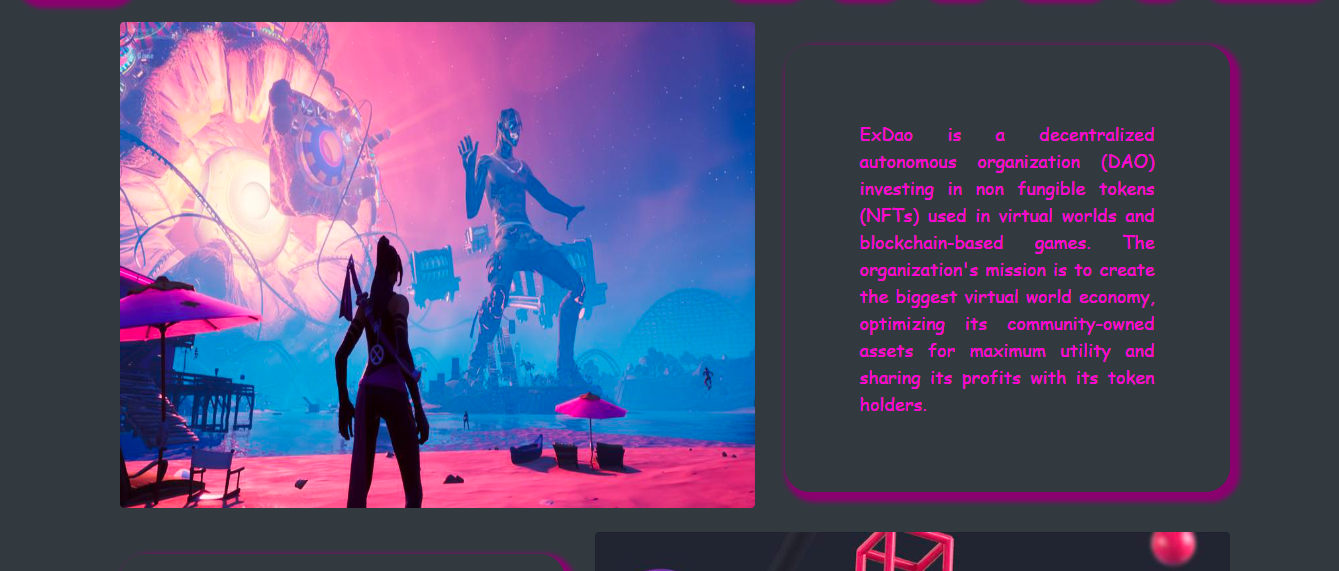 ExDao is a decentralized
autonomous organization (DAO)
investing in non fungible tokens
(NFTs) used in virtual worlds and
blockchain-based games. The
organization's mission is to create
the biggest virtual world economy,
optimizing its community-owned
assets for maximum utility and
sharing its profits with its token
holders.